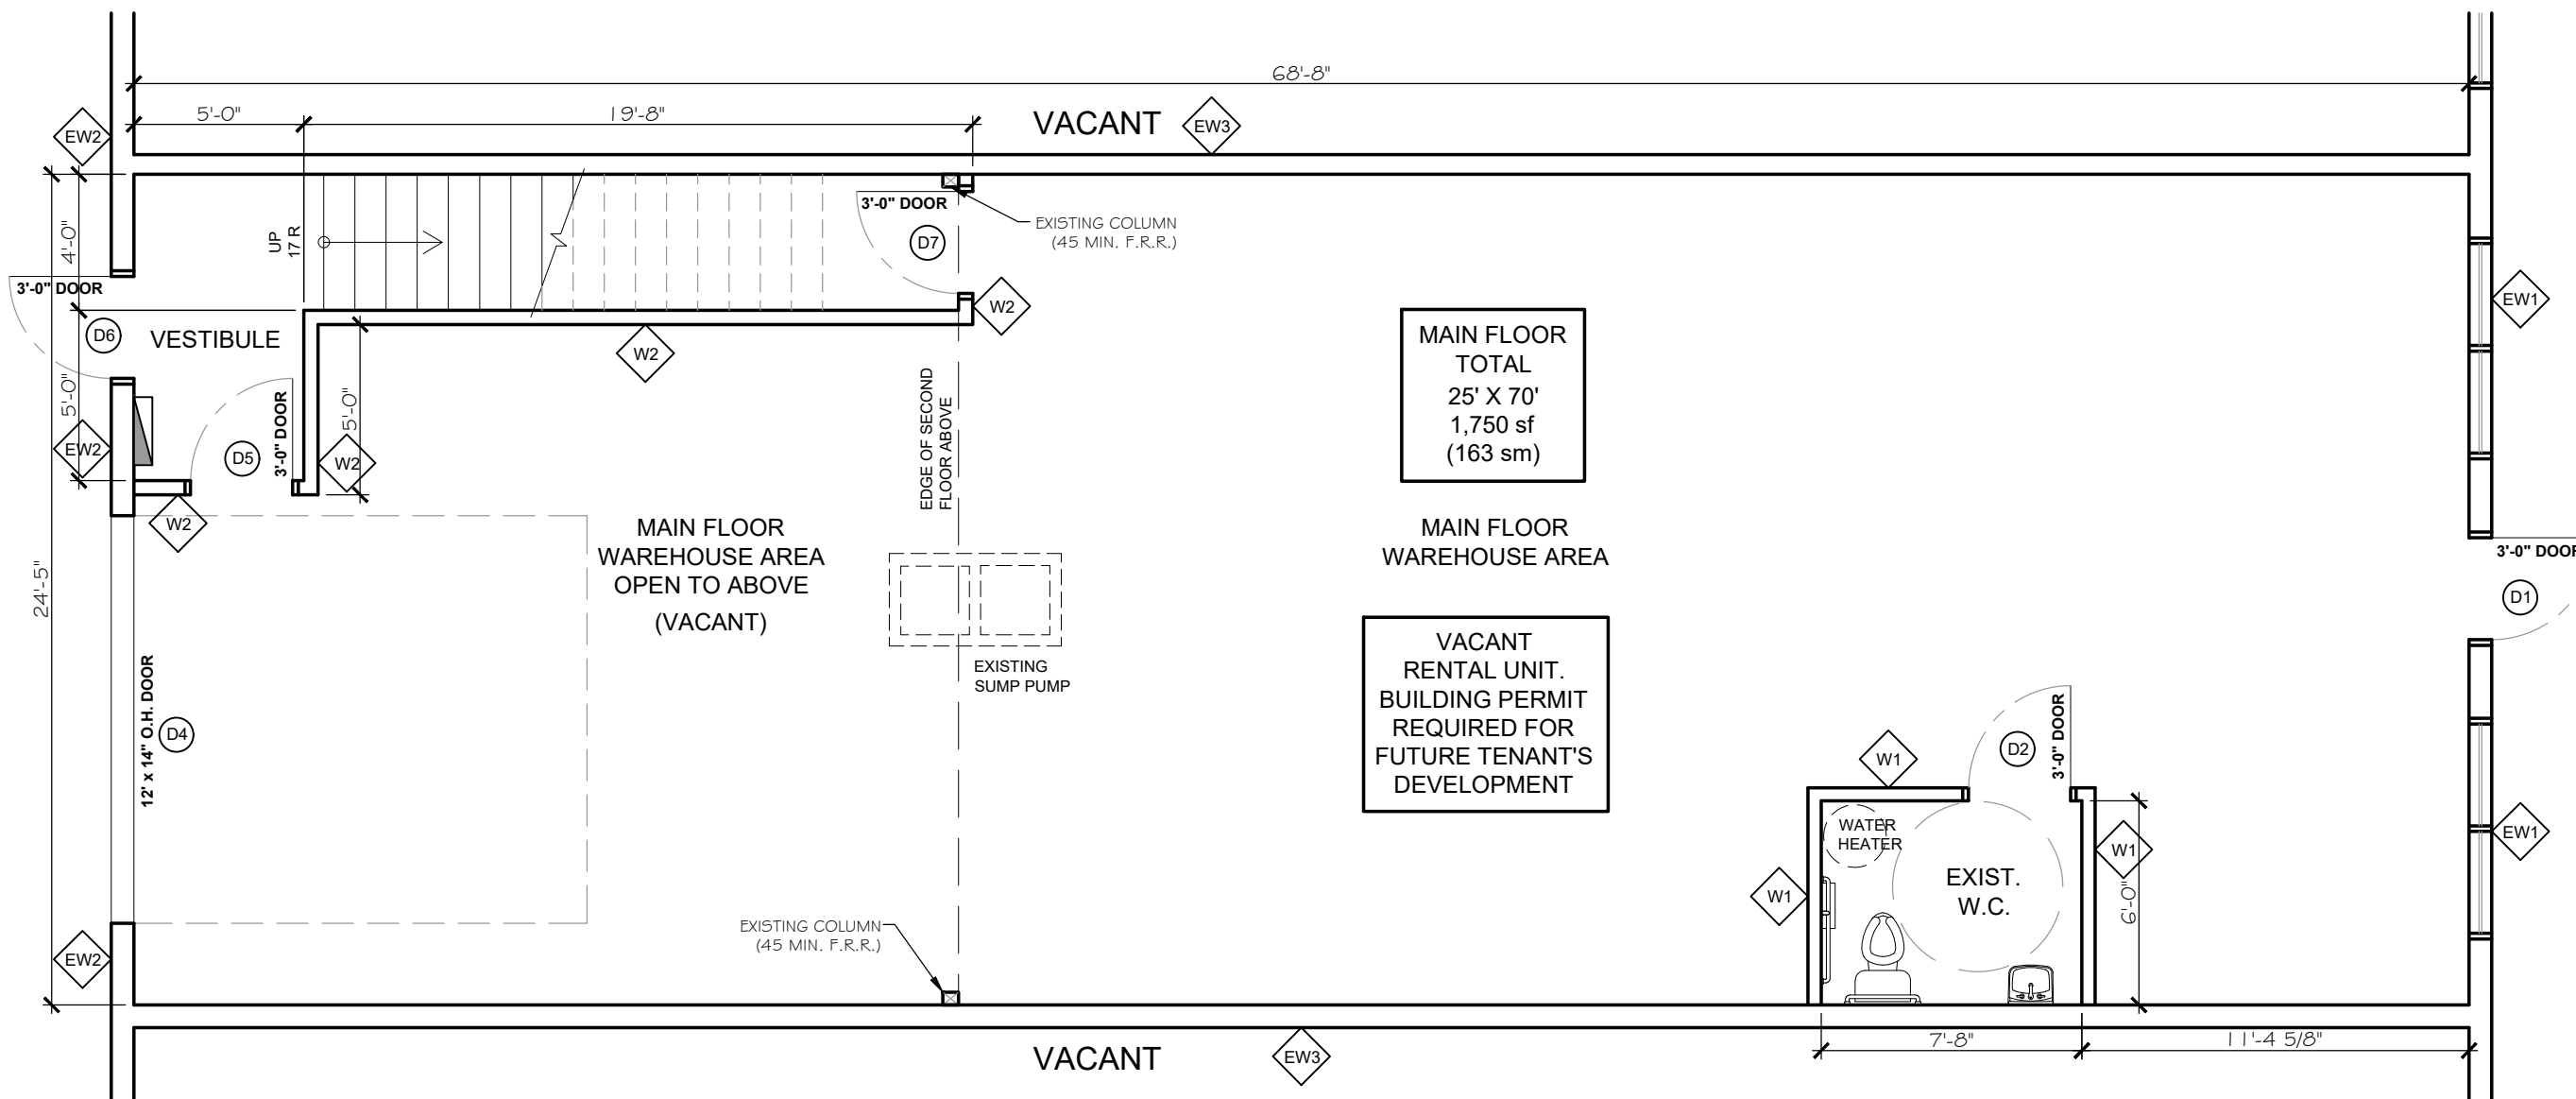 68'-8"
5'-0"
19'-8"
VACANT
EW3
EW2
4'-0"
UP
17 R
3'-0" DOOR
D7
EXISTING COLUMN
(45 MIN. F.R.R.)
3'-0" DOOR
D6
VESTIBULE
W2
W2
EW1
MAIN FLOOR
TOTAL
25' X 70'
1,750 sf
(163 sm)
5'-0"
EW2
D5
3'-0" DOOR
5'-0"
W2
W2
EDGE OF SECOND
FLOOR ABOVE
24'-5"
MAIN FLOOR
WAREHOUSE AREA
OPEN TO ABOVE
(VACANT)
MAIN FLOOR
WAREHOUSE AREA
3'-0" DOOR
D1
EXISTING
SUMP PUMP
VACANT
RENTAL UNIT.
BUILDING PERMIT
REQUIRED FOR
FUTURE TENANT'S
DEVELOPMENT
12' x 14" O.H. DOOR
D4
W1
D2
3'-0" DOOR
WATER
HEATER
W1
EW1
W1
EXIST.
W.C.
6'-0"
EXISTING COLUMN
(45 MIN. F.R.R.)
EW2
VACANT
EW3
7'-8"
11'-4 5/8"